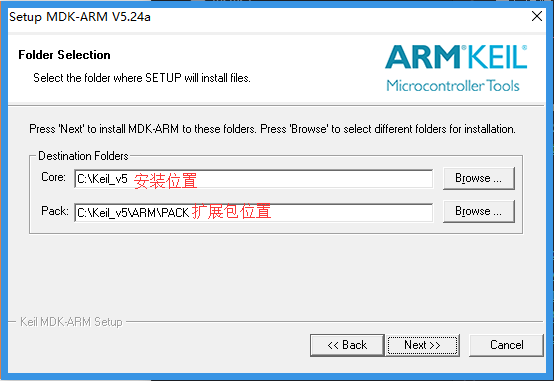 Setup MDK-ARM V5.24a
Folder Selection
Select the folder where SETUP will install files.
ARM®KEIL®
Microcontroller Tools
Press 'Next' to install MDK-ARM to these folders. Press 'Browse' to select different folders for installation.
Destination Folders
Core: C:\Keil_v5 安装位置 Browse ...
Pack: C:\Keil_v5\ARM\PACK 扩展包位置 Browse ...
Keil MDK-ARM Setup
<< Back Next >> Cancel